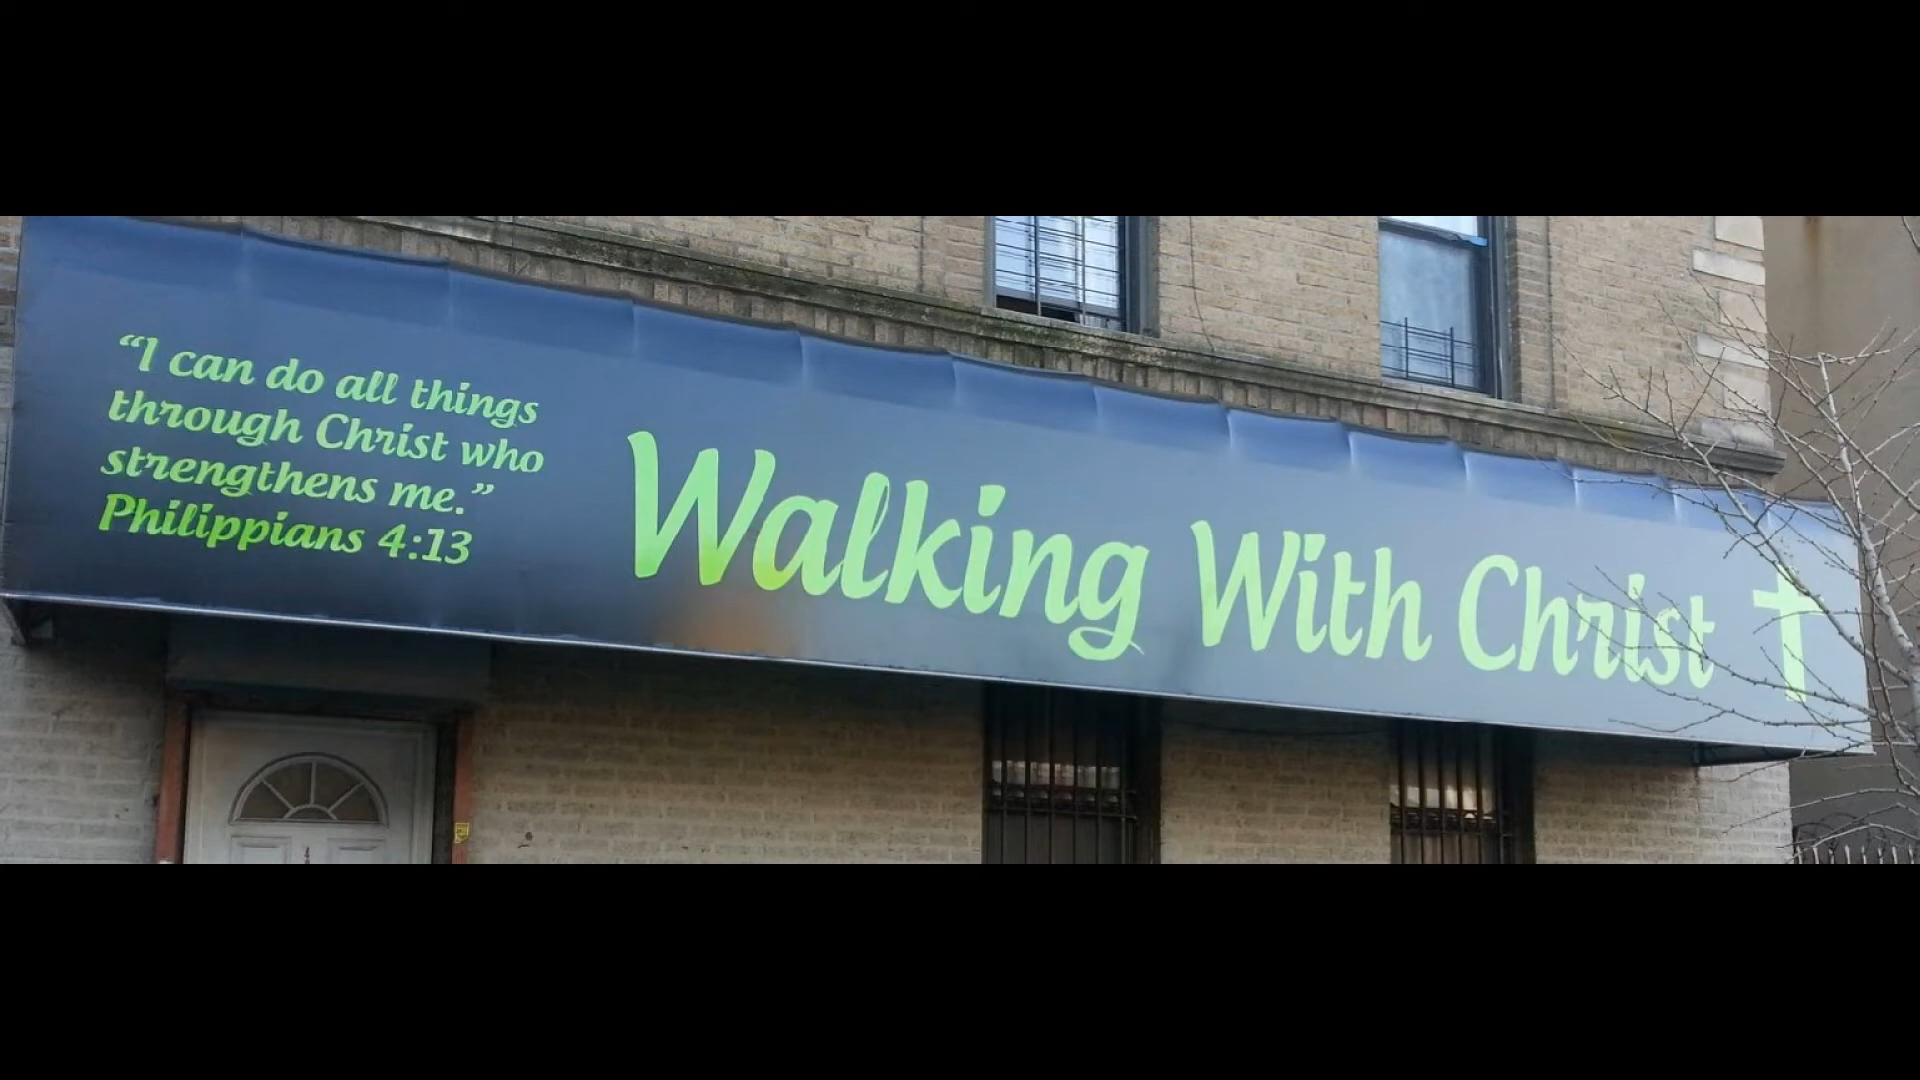 “I can do all things
through Christ who
strengthens me.”
Philippians 4:13
Walking With Christ